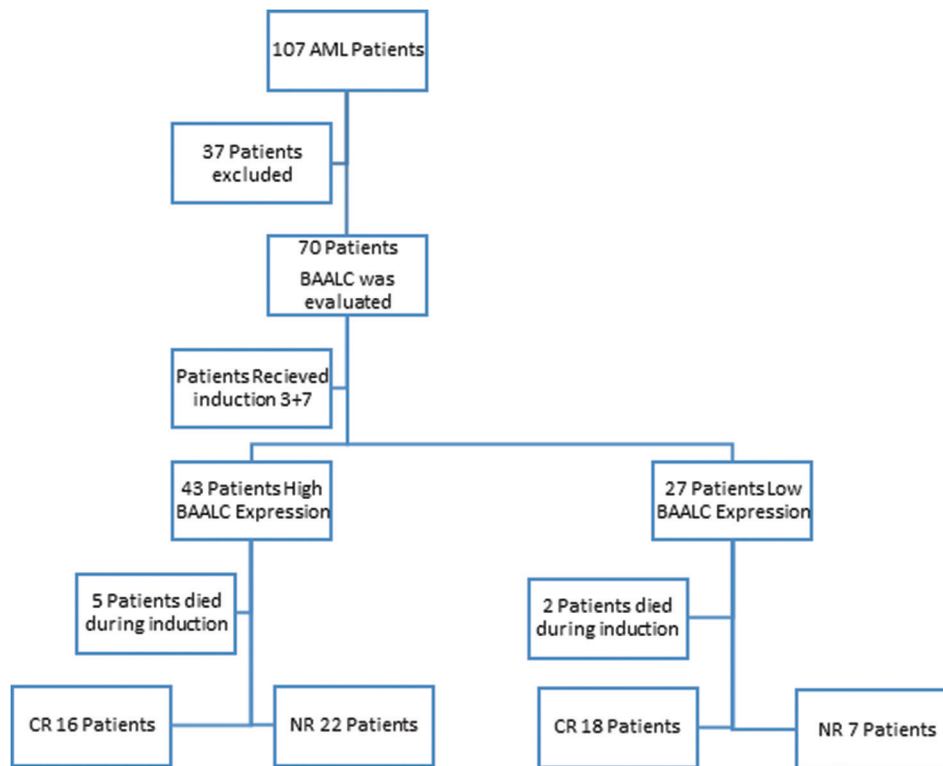 107 AML Patients
37 Patients
excluded
70 Patients
BAALC was
evaluated
Patients Recieved
induction 3+7
43 Patients High
BAALC Expression
27 Patients Low
BAALC Expression
5 Patients died
during induction
2 Patients died
during induction
CR 16 Patients
NR 22 Patients
CR 18 Patients
NR 7 Patients